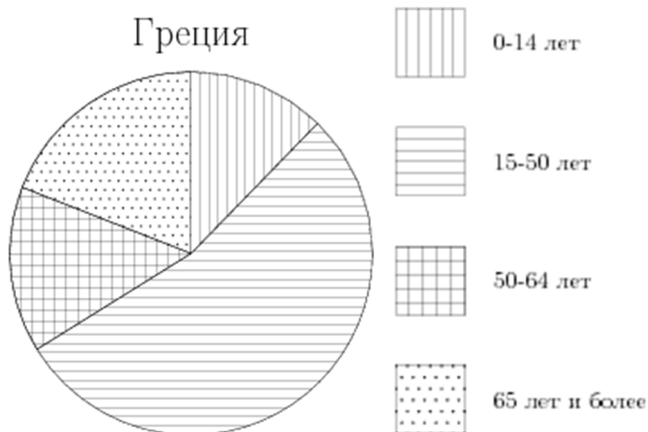 Греция
0-14 лет
15-50 лет
50-64 лет
65 лет и более